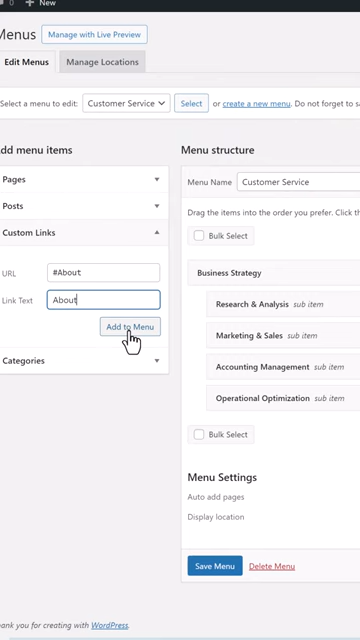 New
Menus
Manage with Live Preview
Edit Menus
Manage Locations
Select a menu to edit:
Customer Service
Select
or create a new menu. Do not forget to sa
Add menu items
Pages
Posts
Custom Links
URL
#About
Link Text
About
Add to Menu
Categories
Menu structure
Menu Name
Customer Service
Drag the items into the order you prefer. Click th
Bulk Select
Business Strategy
Research & Analysis sub item
Marketing & Sales sub item
Accounting Management sub item
Operational Optimization sub item
Bulk Select
Menu Settings
Auto add pages
Display location
Save Menu
Delete Menu
ank you for creating with WordPress.